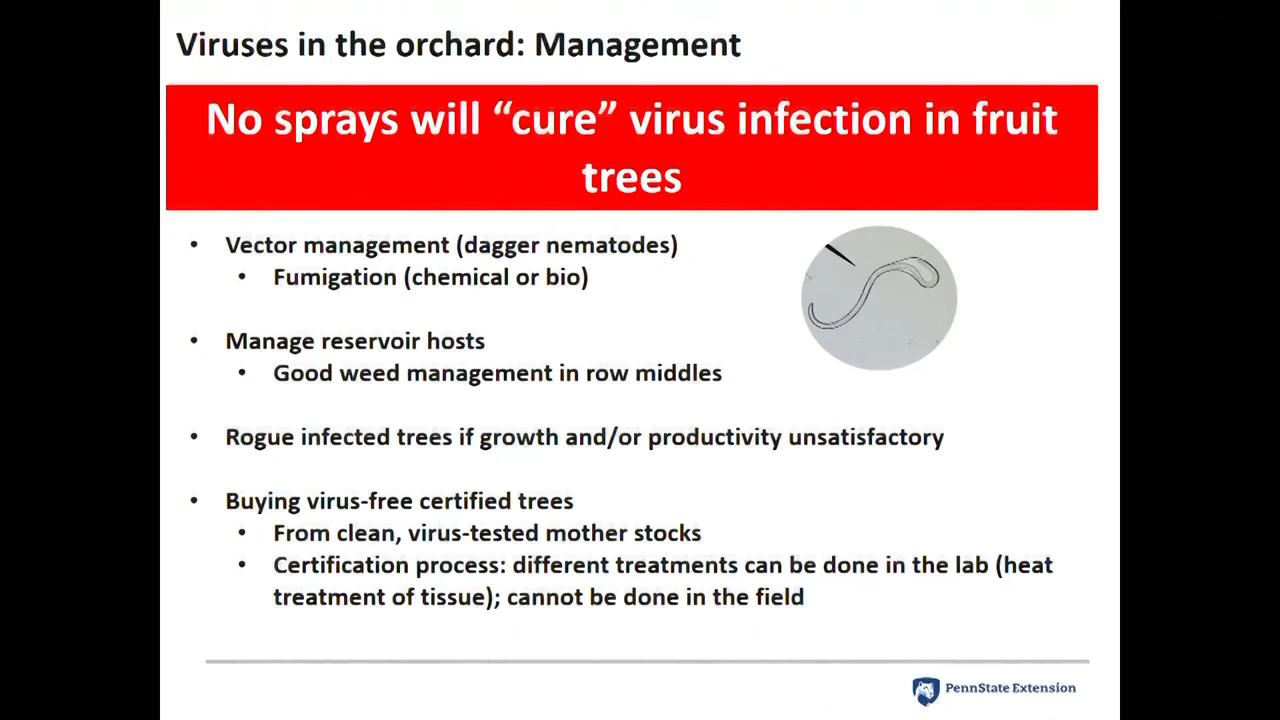 Viruses in the orchard: Management
No sprays will “cure” virus infection in fruit
trees
• Vector management (dagger nematodes)
• Fumigation (chemical or bio)
• Manage reservoir hosts
• Good weed management in row middles
• Rogue infected trees if growth and/or productivity unsatisfactory
• Buying virus-free certified trees
• From clean, virus-tested mother stocks
• Certification process: different treatments can be done in the lab (heat
treatment of tissue); cannot be done in the field
PennState Extension